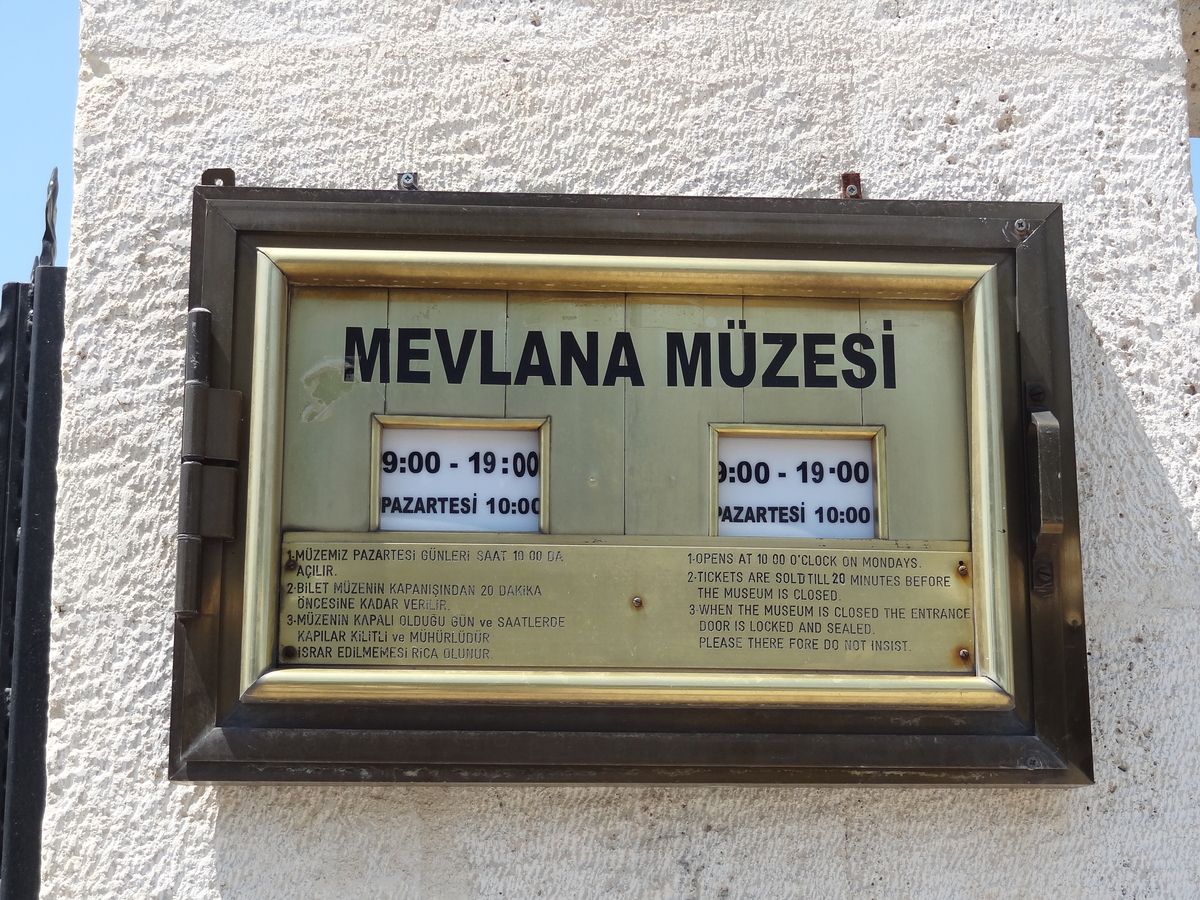 MEVLANA MÜZESİ
9:00 - 19:00
PAZARTESİ 10:00
9:00 - 19:00
PAZARTESİ 10:00
1-MÜZEMİZ PAZARTESİ GÜNLERİ SAAT 10 00 DA
AÇILIR.
2-BİLET MÜZENİN KAPANIŞINDAN 20 DAKİKA
ÖNCESİNE KADAR VERİLİR.
3-MÜZENİN KAPALI OLDUĞU GÜN ve SAATLERDE
KAPILAR KİLİTLİ ve MÜHÜRLÜDÜR
ISRAR EDİLMEMESİ RİCA OLUNUR.
1-OPENS AT 10 00 O'CLOCK ON MONDAYS.
2-TICKETS ARE SOLD TILL 20 MINUTES BEFORE
THE MUSEUM IS CLOSED.
3-WHEN THE MUSEUM IS CLOSED THE ENTRANCE
DOOR IS LOCKED AND SEALED.
PLEASE THERE FORE DO NOT INSIST.